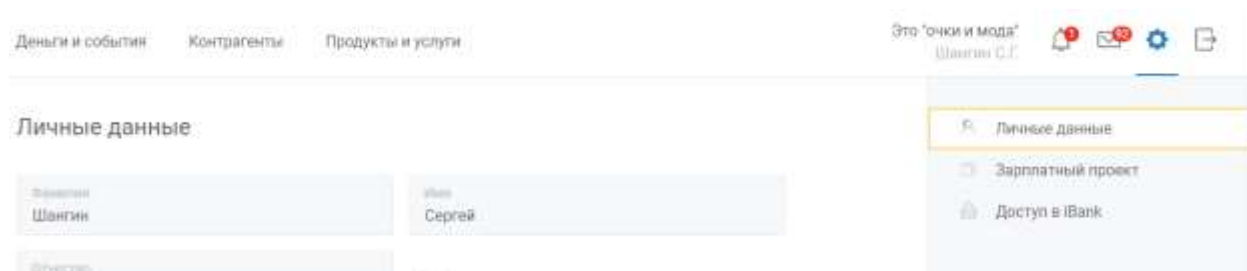 Деньги и события Контрагенты Продукты и услуги Это "очки и мода"
Шангин С.Г.
Личные данные
Личные данные
Зарплатный проект
Доступ в iBank
Фамилия Имя
Шангин Сергей
Отчество